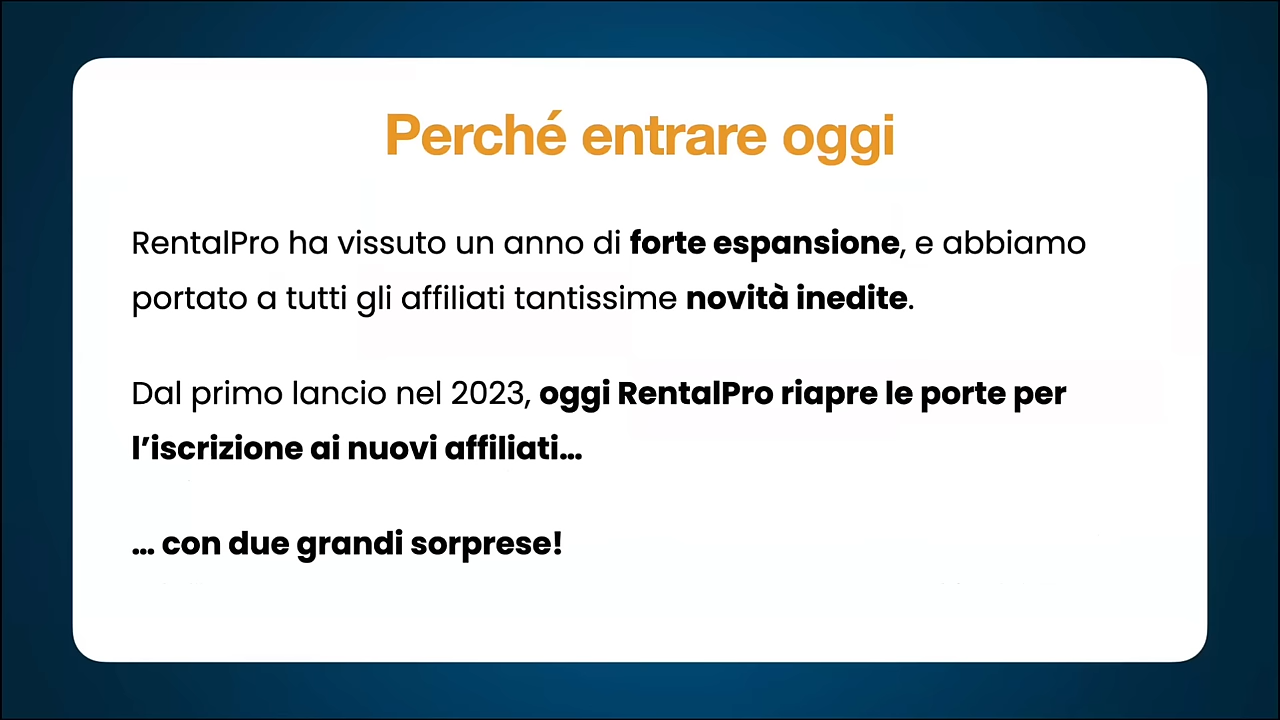 Perché entrare oggi
RentalPro ha vissuto un anno di forte espansione, e abbiamo
portato a tutti gli affiliati tantissime novità inedite.
Dal primo lancio nel 2023, oggi RentalPro riapre le porte per
l’iscrizione ai nuovi affiliati...
... con due grandi sorprese!